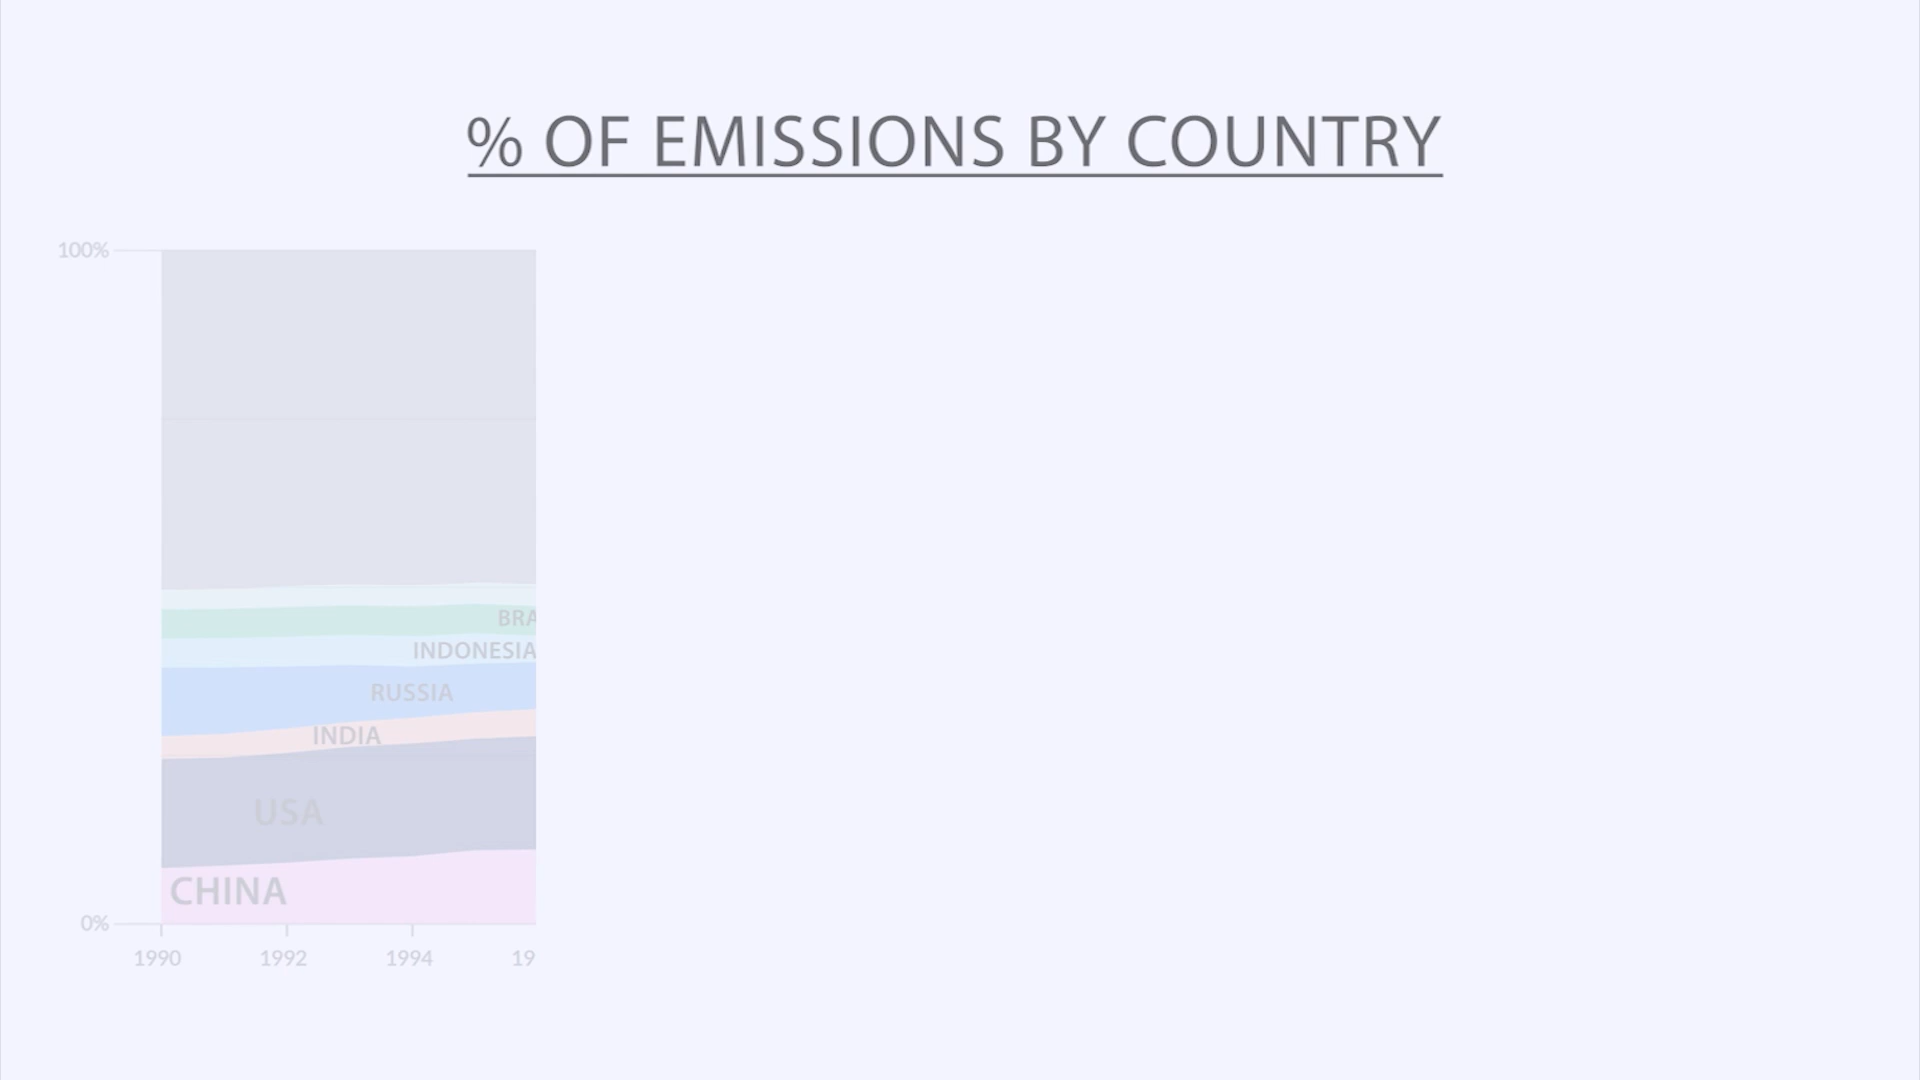 % OF EMISSIONS BY COUNTRY
100%
BRA
INDONESIA
RUSSIA
INDIA
USA
CHINA
0%
1990 1992 1994 19